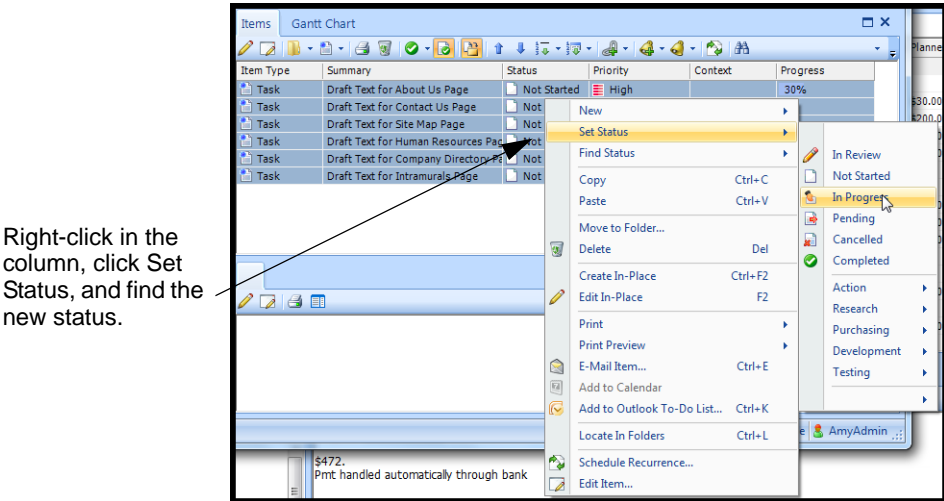 Items Gantt Chart
Item Type Summary Status Priority Context Progress
Task Draft Text for About Us Page Not Started High 30%
Task Draft Text for Contact Us Page Not
Task Draft Text for Site Map Page Not
Task Draft Text for Human Resources Pag Not
Task Draft Text for Company Directory Pa Not
Task Draft Text for Intramurals Page Not
Planne
$30.00
$200.0
New
Set Status
Find Status
Copy Ctrl+C
Paste Ctrl+V
Move to Folder...
Delete Del
Create In-Place Ctrl+F2
Edit In-Place F2
Print
Print Preview
E-Mail Item... Ctrl+E
Add to Calendar
Add to Outlook To-Do List... Ctrl+K
Locate In Folders Ctrl+L
Schedule Recurrence...
Edit Item...
In Review
Not Started
In Progress
Pending
Cancelled
Completed
Action
Research
Purchasing
Development
Testing
Right-click in the
column, click Set
Status, and find the
new status.
e AmyAdmin
$472.
Pmt handled automatically through bank